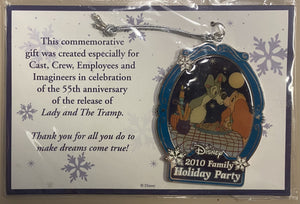 This commemorative
gift was created especially for
Cast, Crew, Employees and
Imagineers in celebration
of the 55th anniversary
of the release of
Lady and The Tramp.
Thank you for all you do to
make dreams come true!
© Disney
Disney
2010 Family
Holiday Party